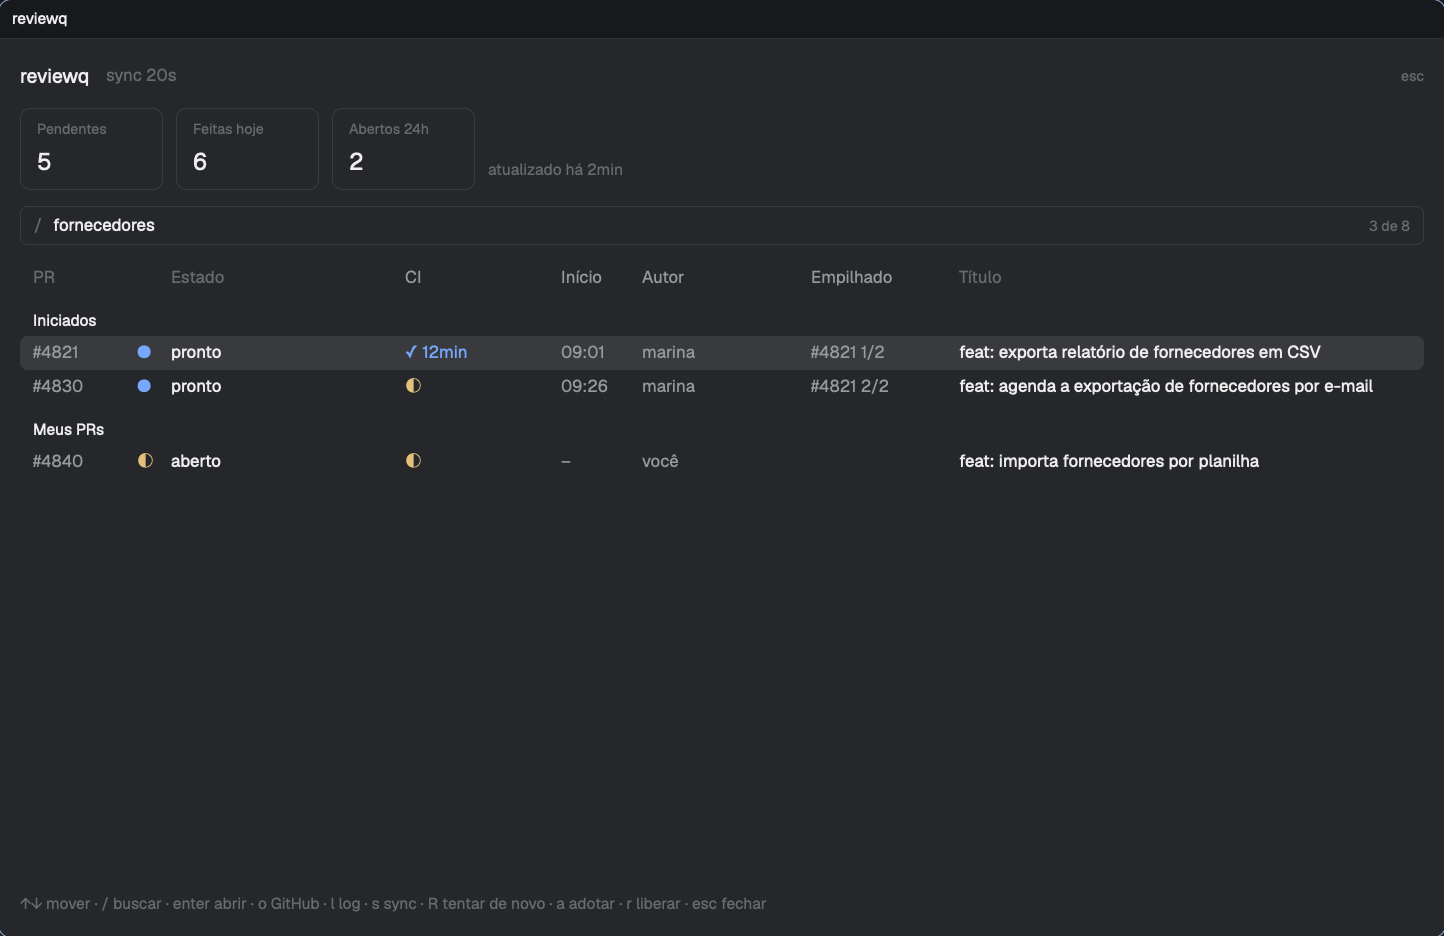 reviewq
reviewq sync 20s esc
Pendentes Feitas hoje Abertos 24h
5 6 2 atualizado há 2min
/ fornecedores 3 de 8
PR Estado CI Início Autor Empilhado Título
Iniciados
#4821 pronto ✓ 12min 09:01 marina #4821 1/2 feat: exporta relatório de fornecedores em CSV
#4830 pronto 09:26 marina #4821 2/2 feat: agenda a exportação de fornecedores por e-mail
Meus PRs
#4840 aberto – você feat: importa fornecedores por planilha
↑↓ mover · / buscar · enter abrir · o GitHub · l log · s sync · R tentar de novo · a adotar · r liberar · esc fechar